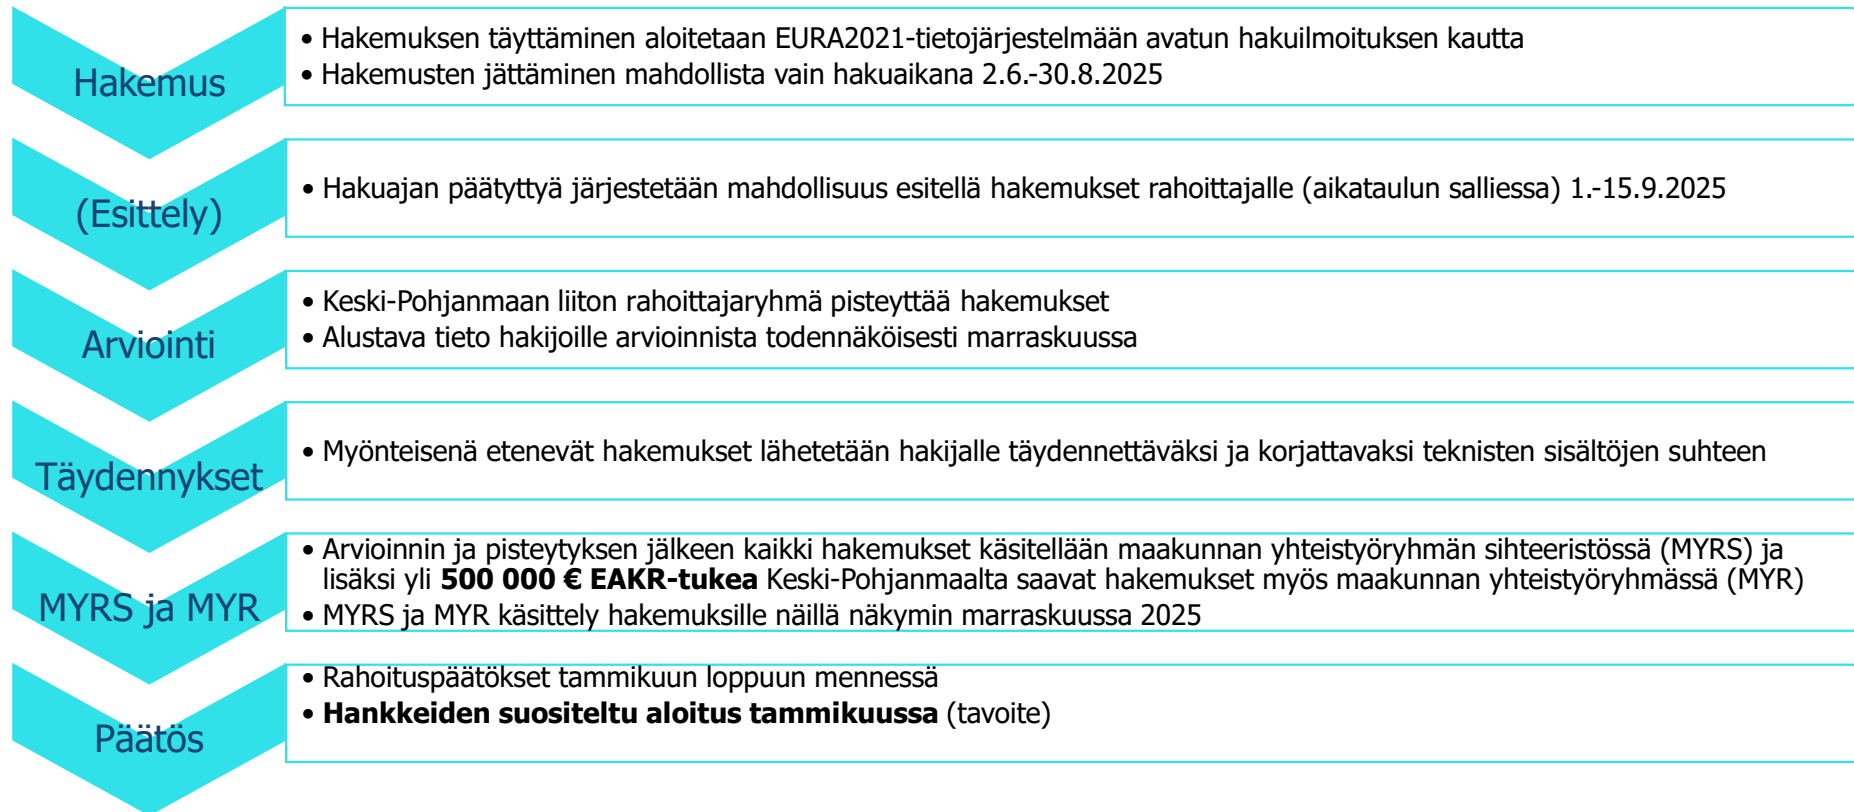 Hakemus
• Hakemuksen täyttäminen aloitetaan EURA2021-tietojärjestelmään avatun hakuilmoituksen kautta
• Hakemusten jättäminen mahdollista vain hakuaikana 2.6.-30.8.2025
(Esittely)
• Hakuajan päätyttyä järjestetään mahdollisuus esitellä hakemukset rahoittajalle (aikataulun salliessa) 1.-15.9.2025
Arviointi
• Keski-Pohjanmaan liiton rahoittajaryhmä pisteyttää hakemukset
• Alustava tieto hakijoille arvioinnista todennäköisesti marraskuussa
Täydennykset
• Myönteisenä etenevät hakemukset lähetetään hakijalle täydennettäväksi ja korjattavaksi teknisten sisältöjen suhteen
MYRS ja MYR
• Arvioinnin ja pisteytyksen jälkeen kaikki hakemukset käsitellään maakunnan yhteistyöryhmän sihteeristössä (MYRS) ja
lisäksi yli 500 000 € EAKR-tukea Keski-Pohjanmaalta saavat hakemukset myös maakunnan yhteistyöryhmässä (MYR)
• MYRS ja MYR käsittely hakemuksille näillä näkymin marraskuussa 2025
Päätös
• Rahoituspäätökset tammikuun loppuun mennessä
• Hankkeiden suositeltu aloitus tammikuussa (tavoite)